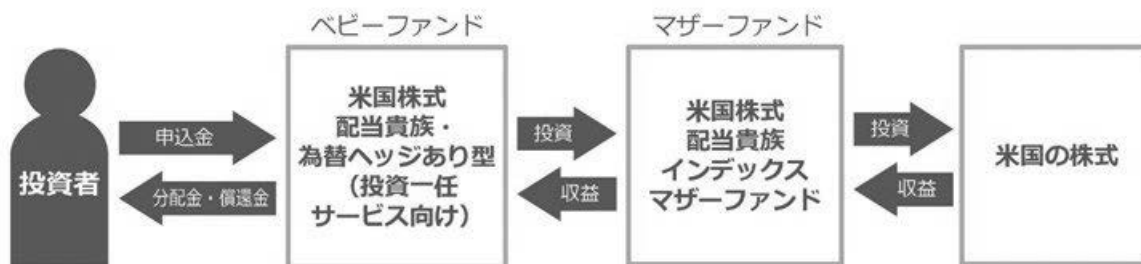 ベビーファンド
マザーファンド
投資者
申込金
分配金・償還金
米国株式
配当貴族・
為替ヘッジあり型
（投資一任
サービス向け）
投資
収益
米国株式
配当貴族
インデックス
マザーファンド
投資
収益
米国の株式